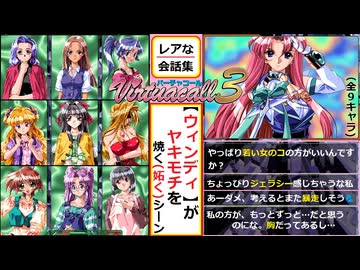 レアな
会話集
バーチャコール
Virtuacall3
【ウィンディ】が
ヤキモチを
焼く(妬く)シーン
(全9キャラ)
やっぱり若い女のコの方がいいんです
か？
ちょっぴりジェラシー感じちゃうな私
あーダメ、考えるとまた暴走しそう
私の方が、もっとずっと…だと思う
のにな。胸だってあるし…